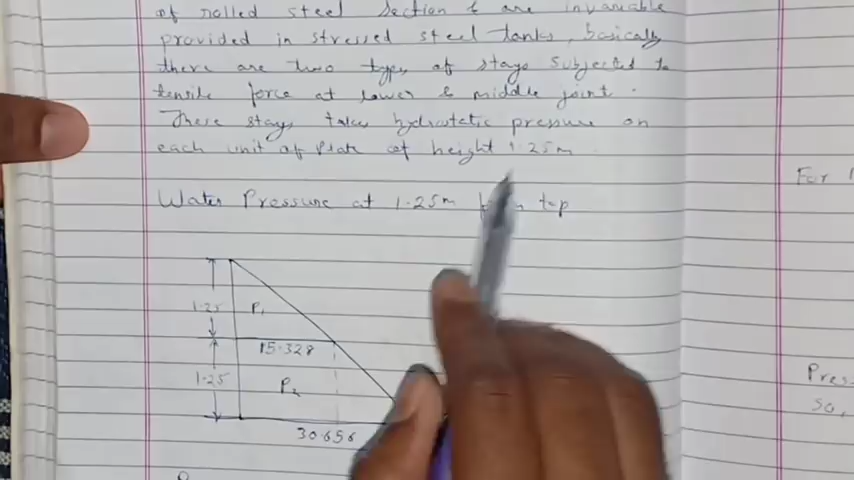 of rolled steel section & are invariable
provided in stressed steel tanks, basically
there are two types of stays subjected to
tensile force at lower & middle joint.
These stays take hydrostatic pressure on
each unit of plate of height 1.25m
Water Pressure at 1.25m top
1.25 P1
15.328
1.25 P2
30.656
For
Press
So,